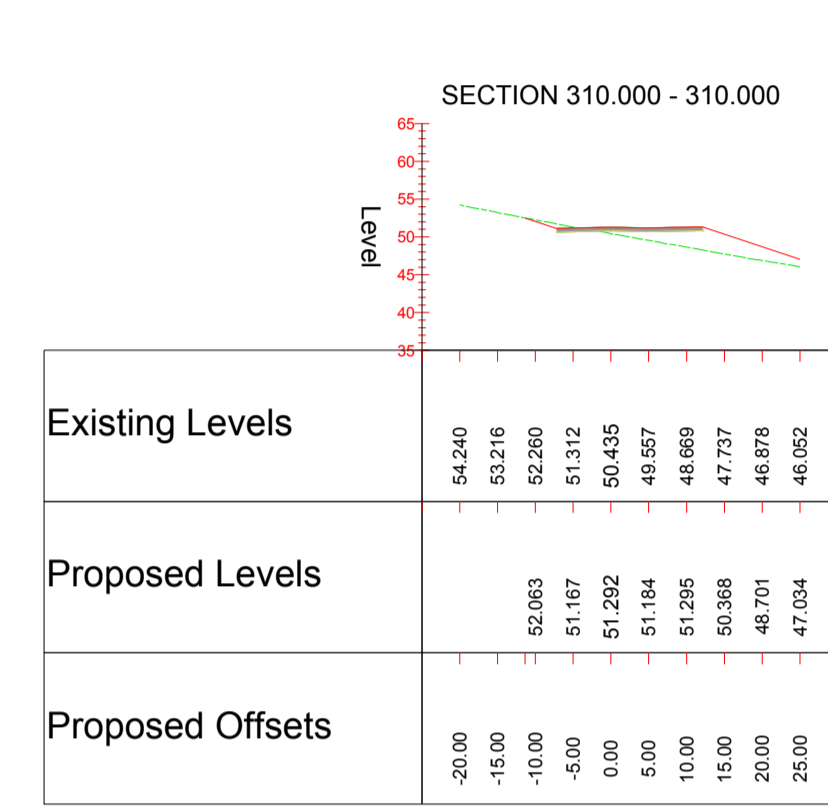 SECTION 310.000 - 310.000
Level
65
60
55
50
45
40
35
Existing Levels
54.240 53.216 52.260 51.312 50.435 49.557 48.669 47.737 46.878 46.052
Proposed Levels
52.063 51.167 51.292 51.184 51.295 50.368 48.701 47.034
Proposed Offsets
-20.00 -15.00 -10.00 -5.00 0.00 5.00 10.00 15.00 20.00 25.00